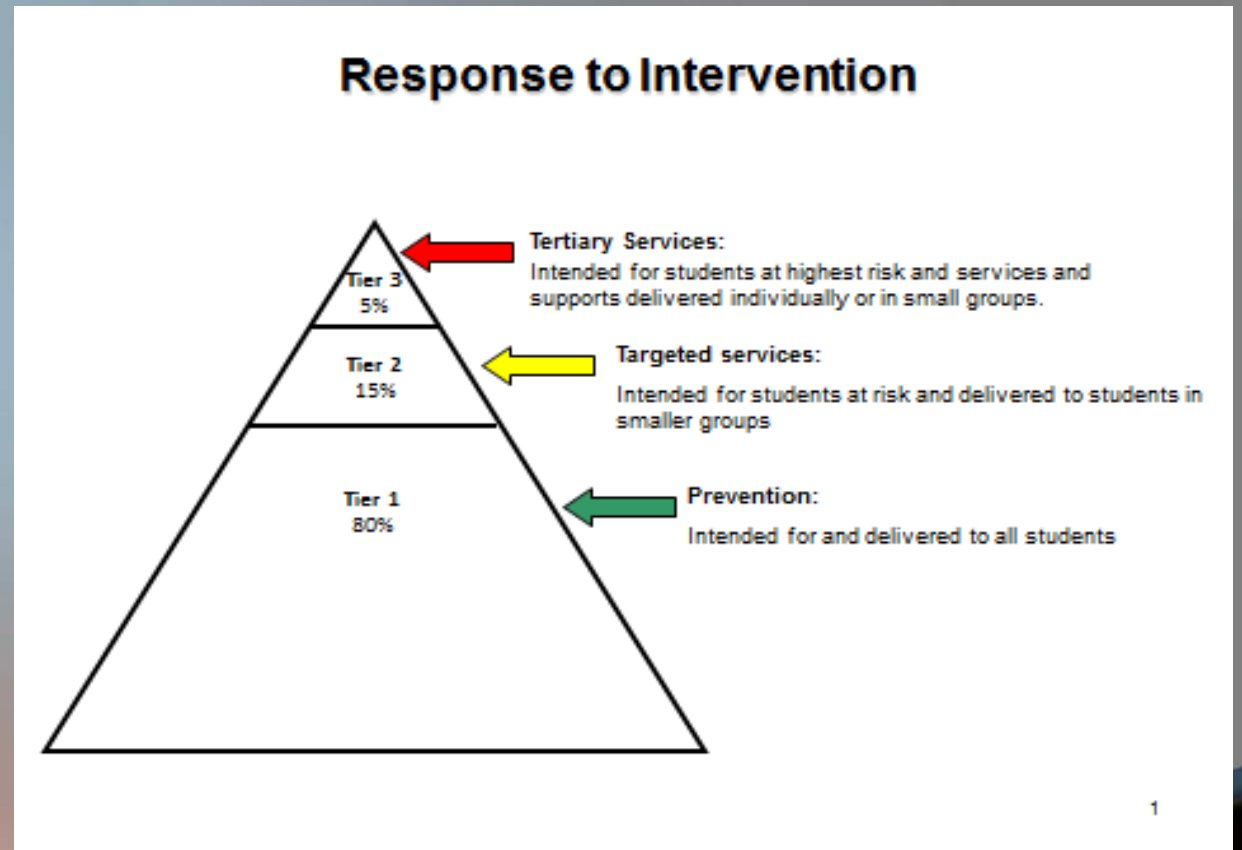 Response to Intervention
Tertiary Services:
Intended for students at highest risk and services and
supports delivered individually or in small groups.
Tier 3
5%
Targeted services:
Intended for students at risk and delivered to students in
smaller groups
Tier 2
15%
Prevention:
Intended for and delivered to all students
Tier 1
80%
1